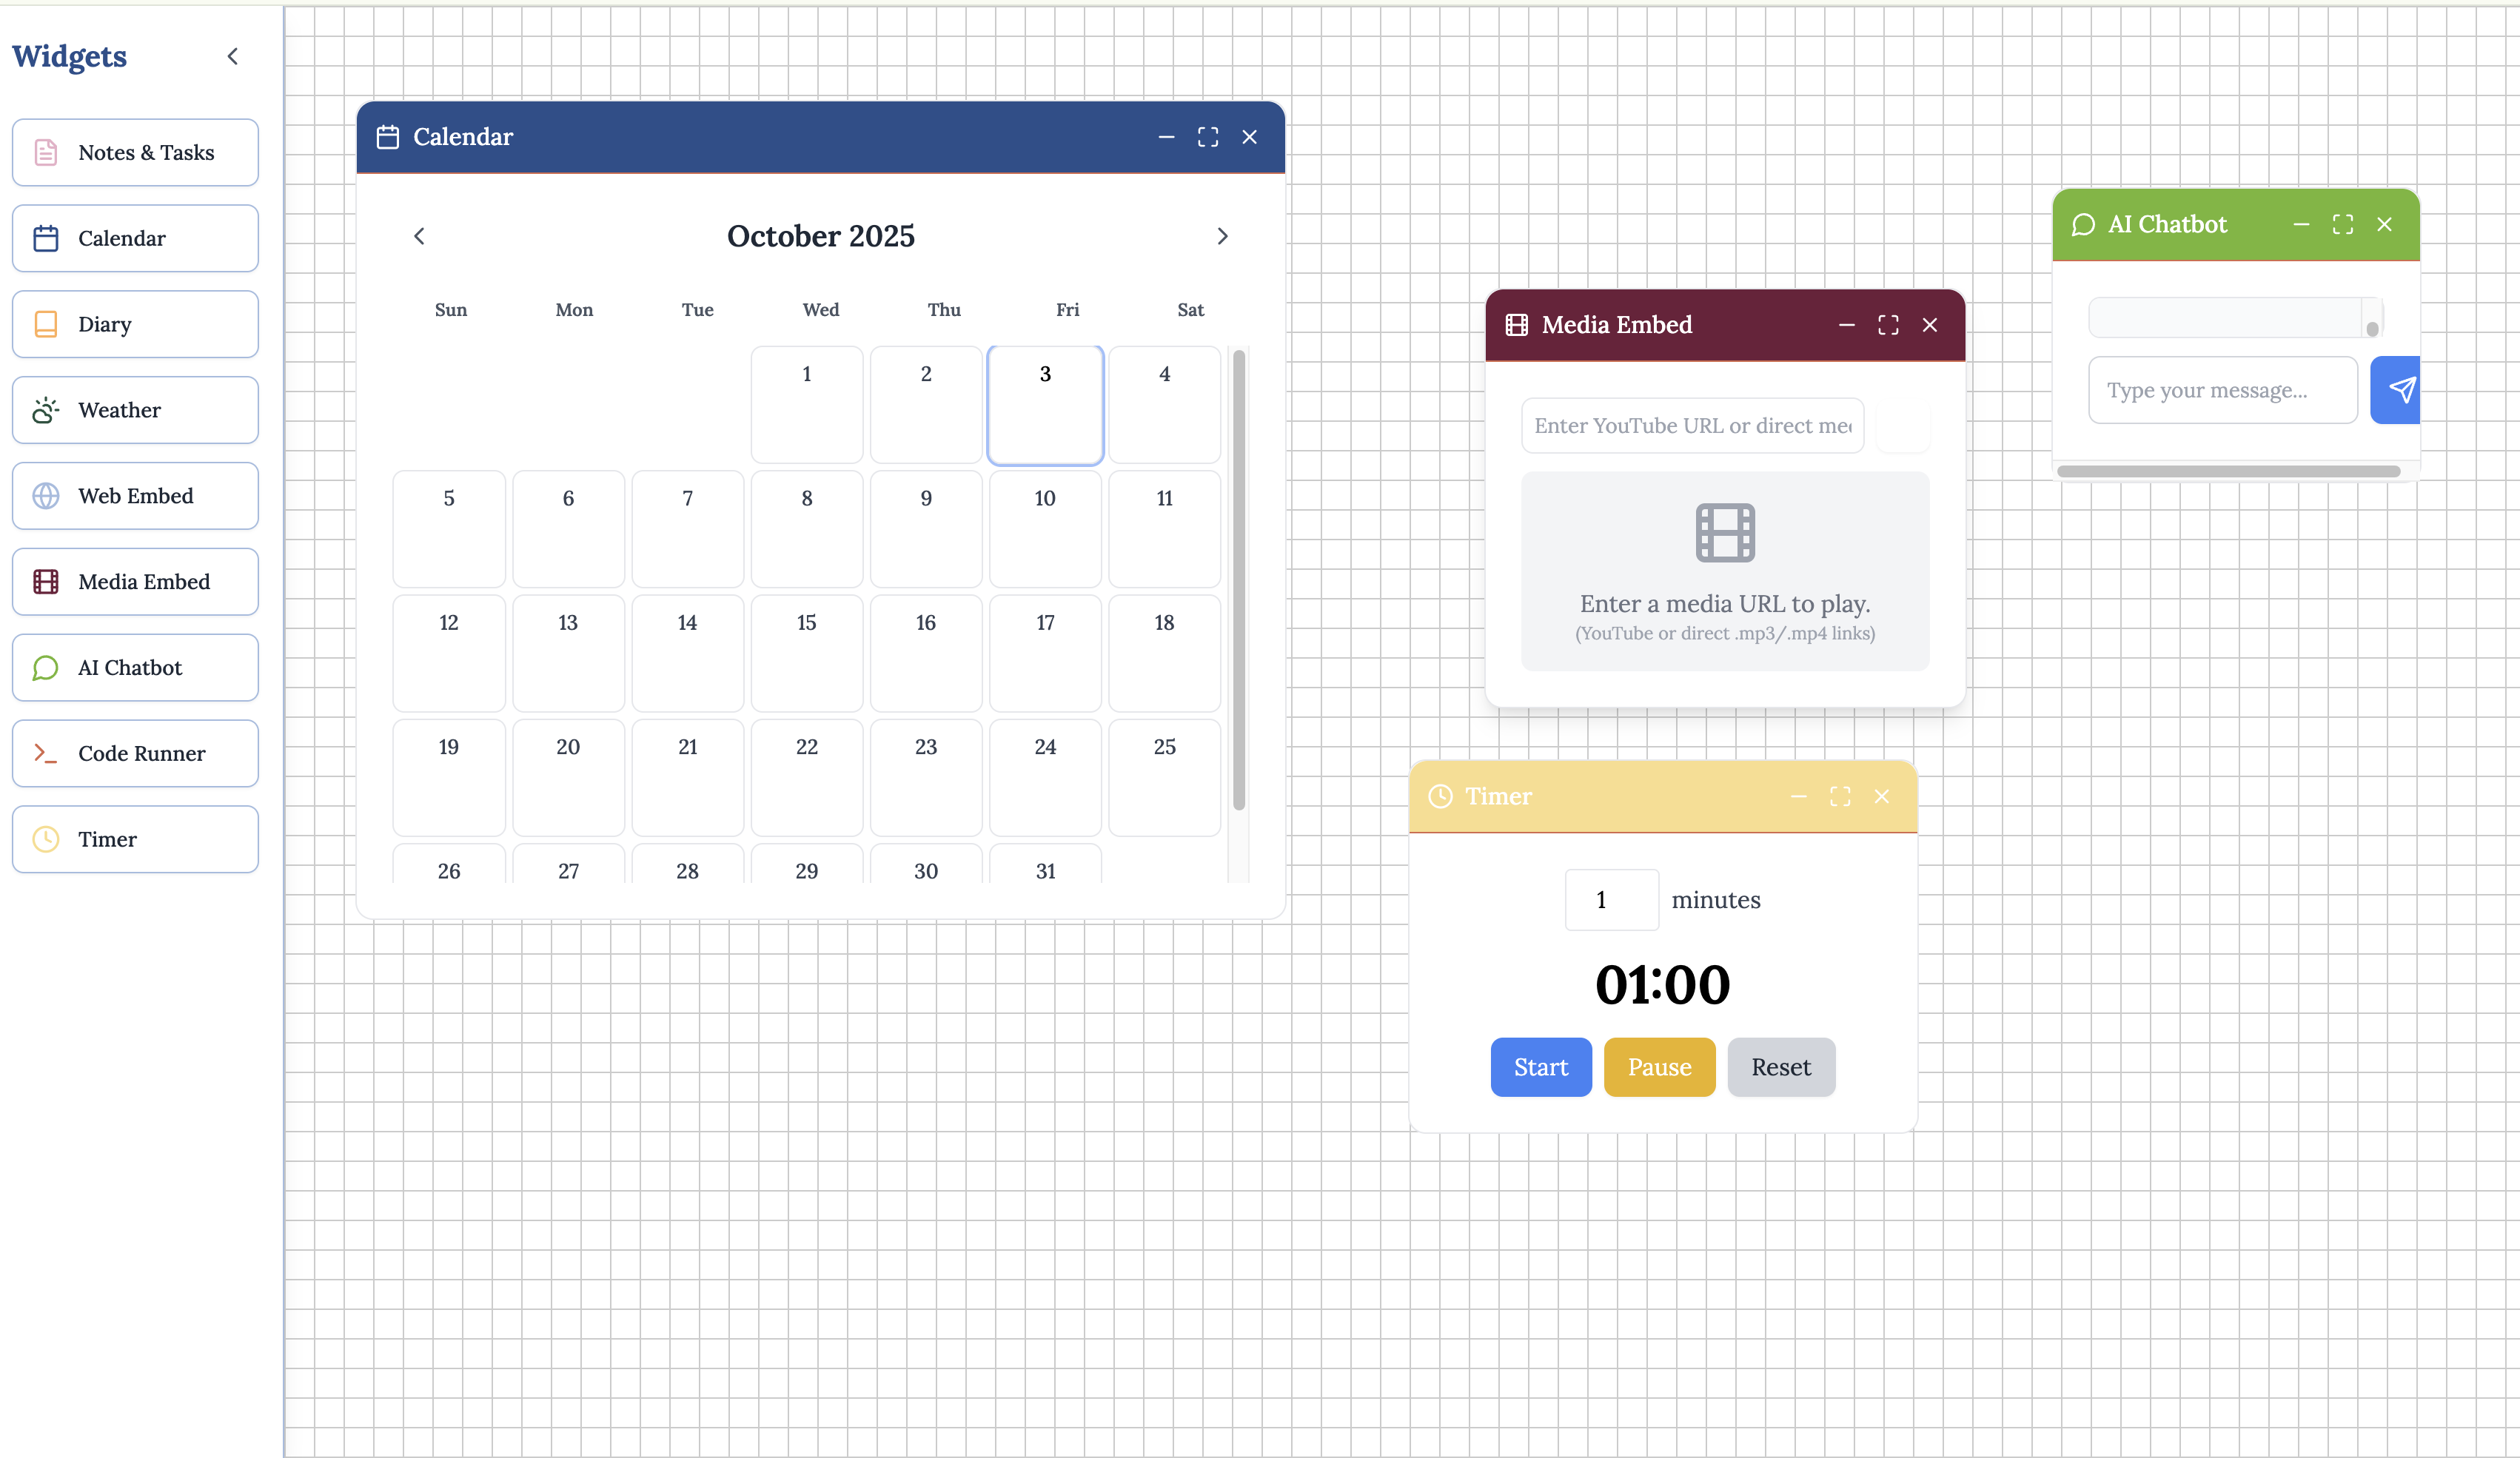 Widgets
Notes & Tasks
Calendar
Diary
Weather
Web Embed
Media Embed
AI Chatbot
Code Runner
Timer
Calendar
October 2025
Sun Mon Tue Wed Thu Fri Sat
1 2 3 4
5 6 7 8 9 10 11
12 13 14 15 16 17 18
19 20 21 22 23 24 25
26 27 28 29 30 31
Media Embed
Enter YouTube URL or direct me
Enter a media URL to play.
(YouTube or direct .mp3/.mp4 links)
Timer
1 minutes
01:00
Start Pause Reset
AI Chatbot
Type your message...